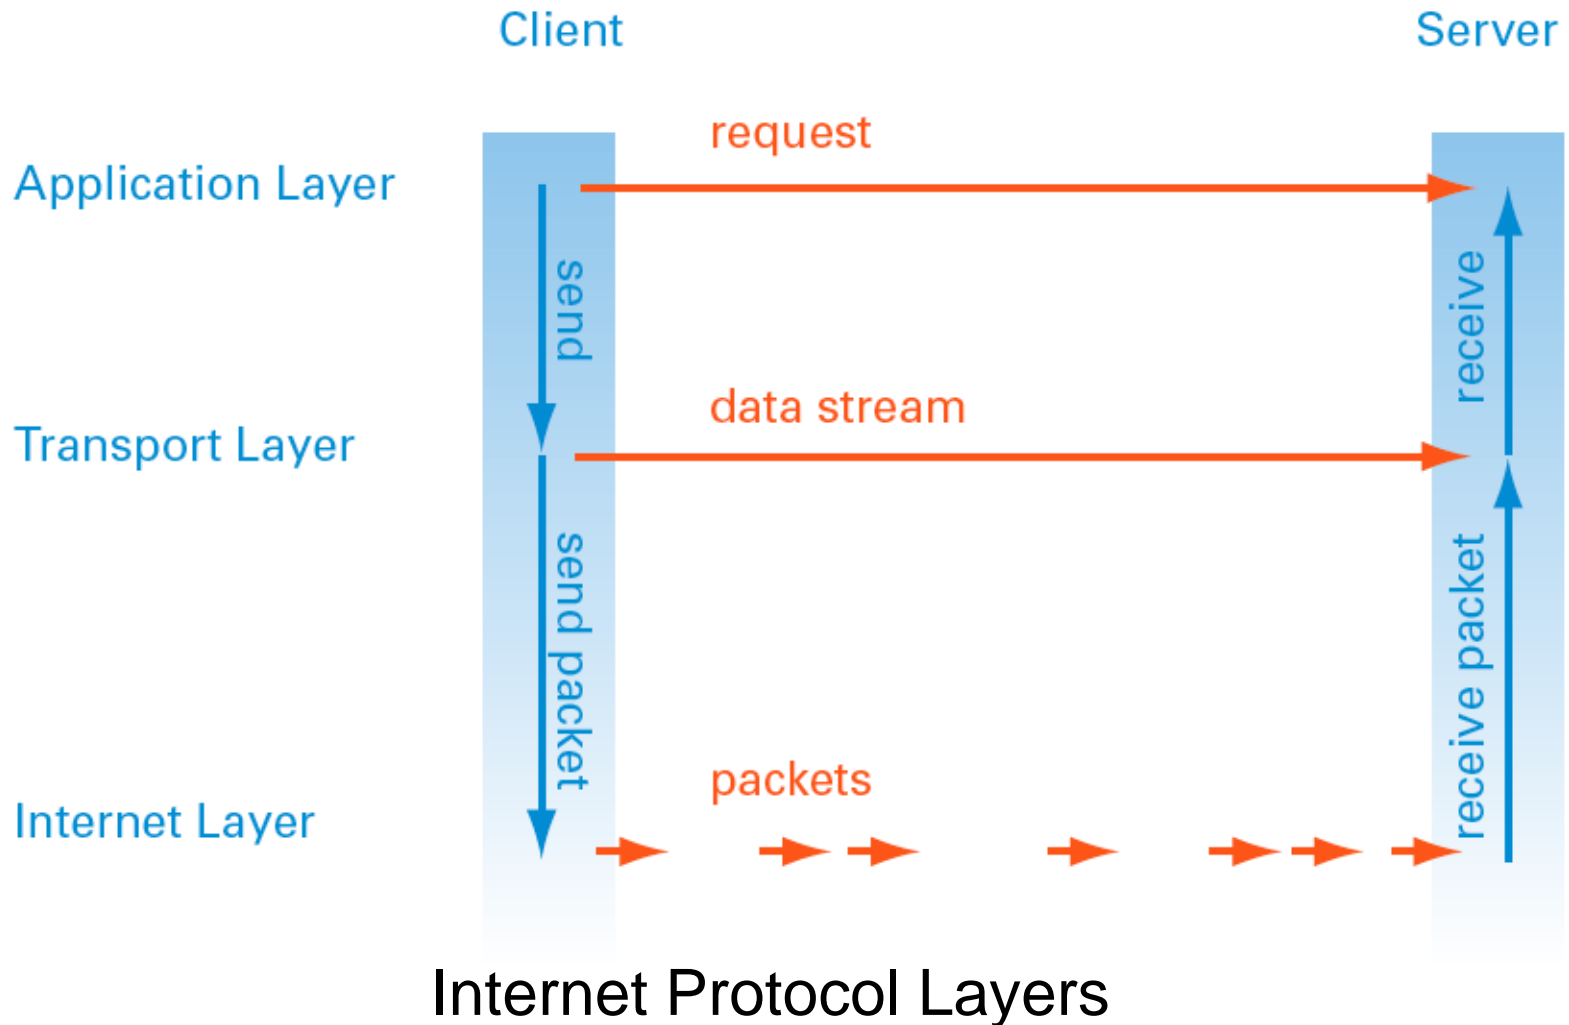 Client
Server
request
Application Layer
send
receive
data stream
Transport Layer
send packet
receive packet
packets
Internet Layer
Internet Protocol Layers